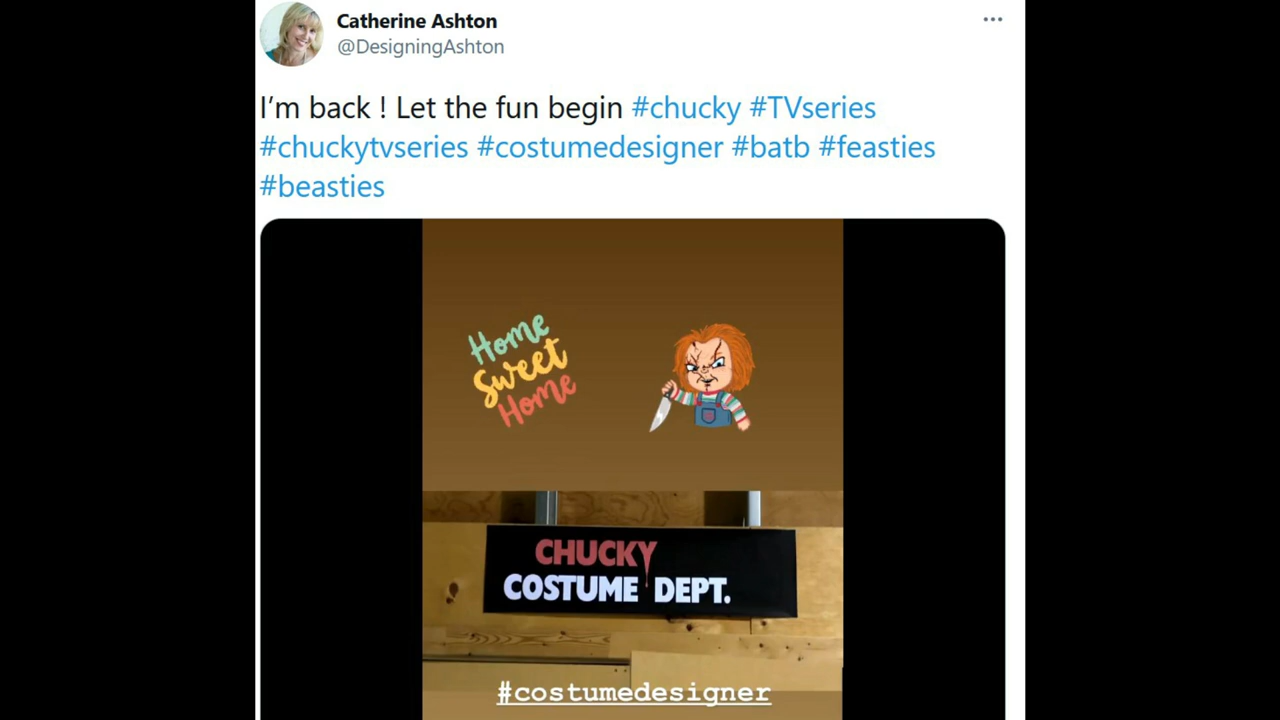 Catherine Ashton
@DesigningAshton
I’m back ! Let the fun begin #chucky #TVseries
#chuckytvseries #costumedesigner #batb #feasties
#beasties
Home
Sweet
Home
CHUCKY
COSTUME DEPT.
#costumedesigner